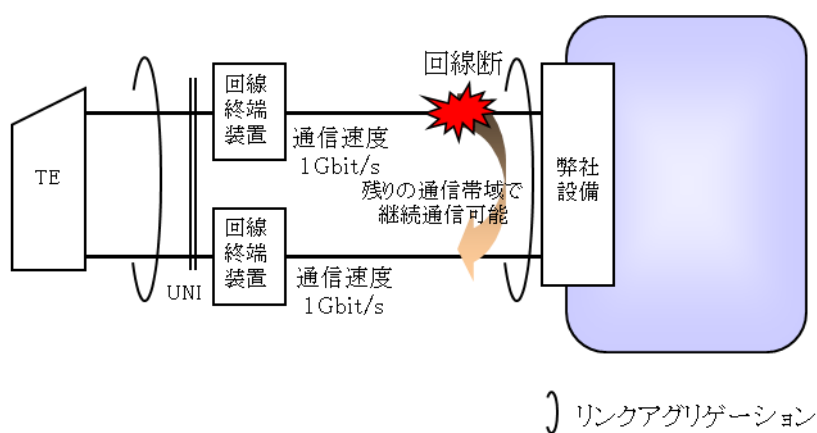 回線断
回線
終端
装置
通信速度
1Gbit/s
TE
弊社
設備
残りの通信帯域で
継続通信可能
回線
終端
装置
UNI
通信速度
1Gbit/s
リンクアグリゲーション